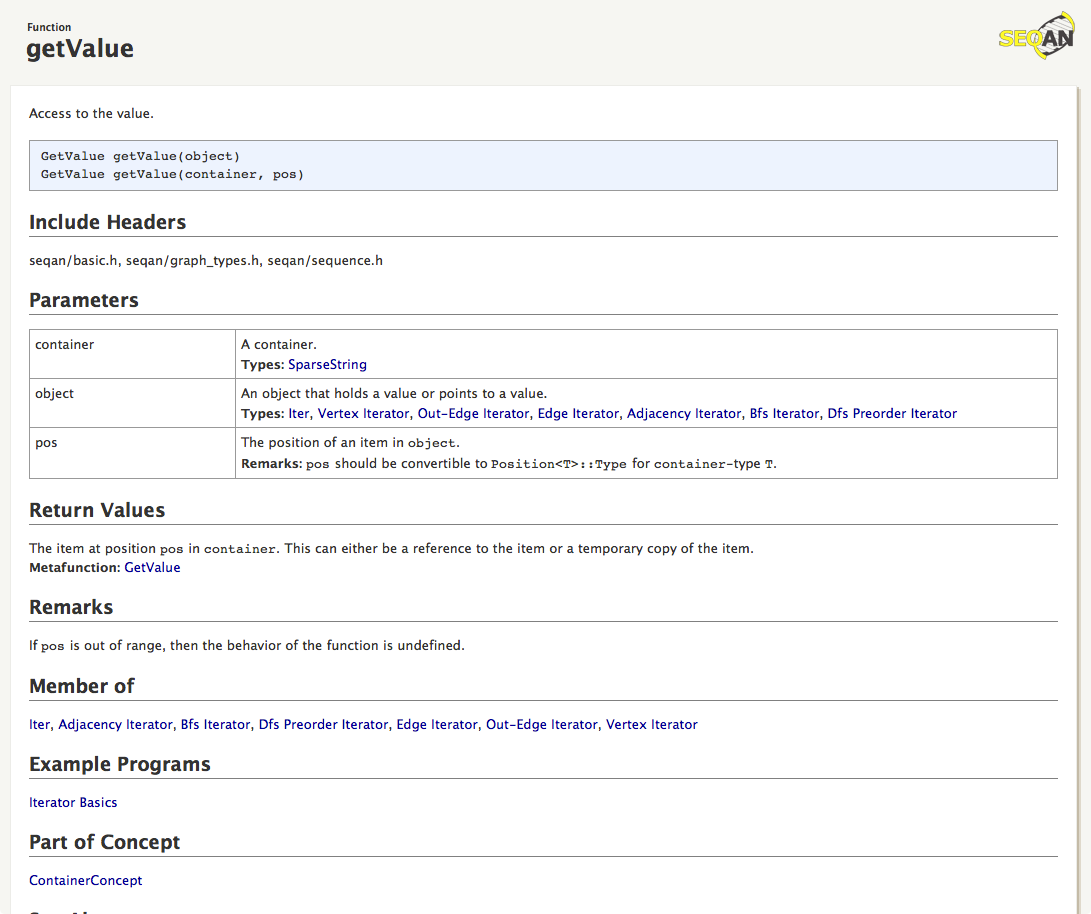 Function
getValue
SEQAN
Access to the value.
GetValue getValue(object)
GetValue getValue(container, pos)
Include Headers
seqan/basic.h, seqan/graph_types.h, seqan/sequence.h
Parameters
container
A container.
Types: SparseString
object
An object that holds a value or points to a value.
Types: Iter, Vertex Iterator, Out-Edge Iterator, Edge Iterator, Adjacency Iterator, Bfs Iterator, Dfs Preorder Iterator
pos
The position of an item in object.
Remarks: pos should be convertible to Position<T>::Type for container-type T.
Return Values
The item at position pos in container. This can either be a reference to the item or a temporary copy of the item.
Metafunction: GetValue
Remarks
If pos is out of range, then the behavior of the function is undefined.
Member of
Iter, Adjacency Iterator, Bfs Iterator, Dfs Preorder Iterator, Edge Iterator, Out-Edge Iterator, Vertex Iterator
Example Programs
Iterator Basics
Part of Concept
ContainerConcept